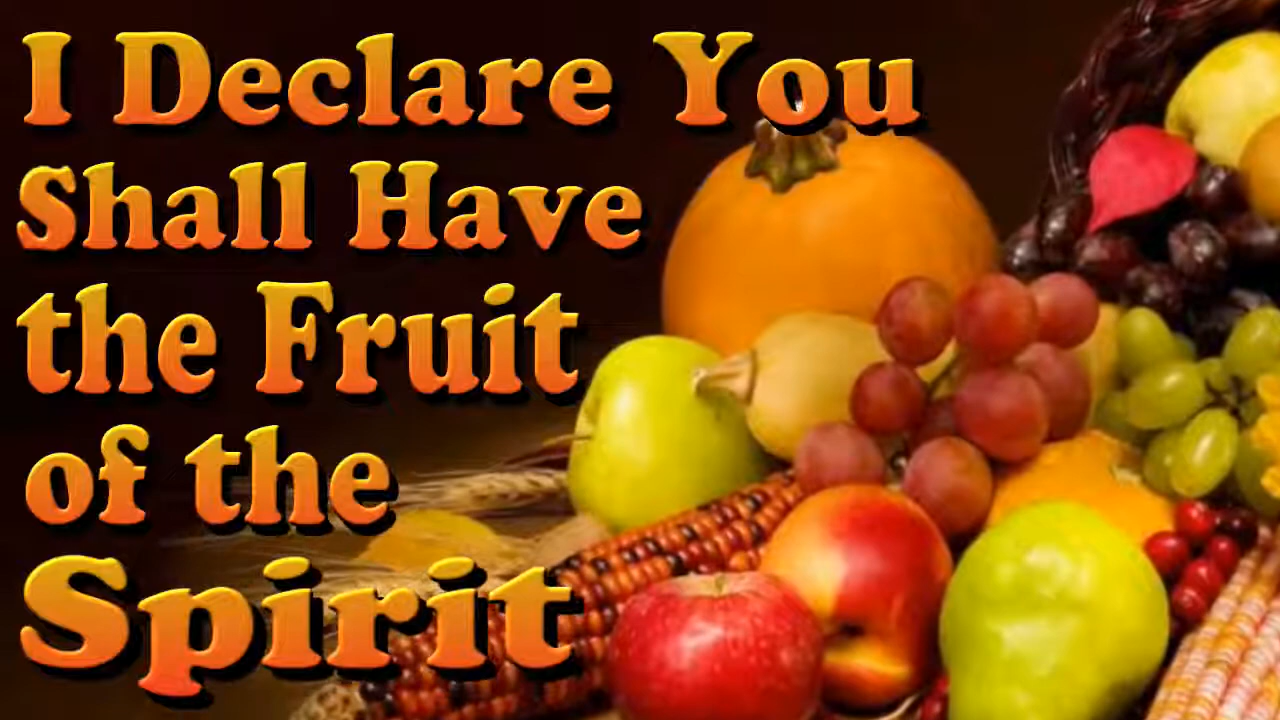 I Declare You
Shall Have
the Fruit
of the
Spirit